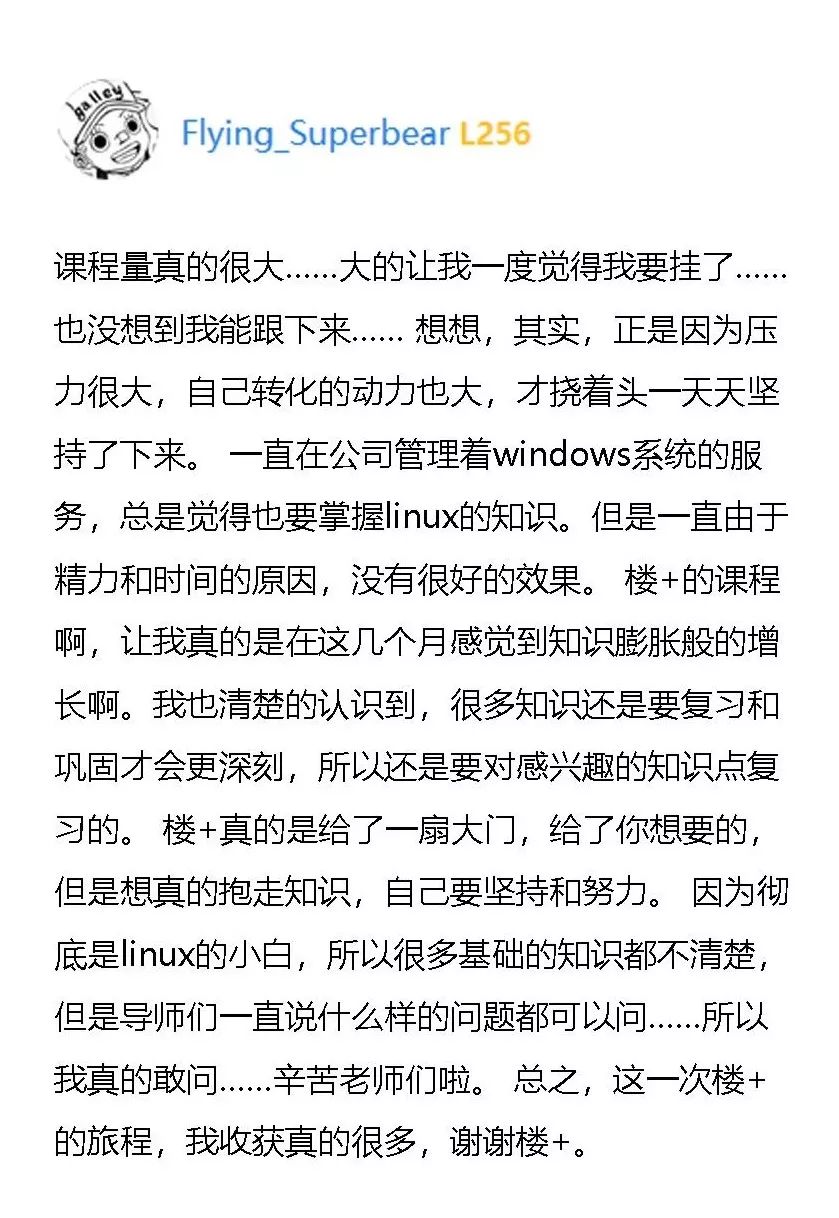 galley
Flying_Superbear L256
课程量真的很大……大的让我一度觉得我要挂了……
也没想到我能跟下来…… 想想，其实，正是因为压
力很大，自己转化的动力也大，才挠着头一天天坚
持了下来。 一直在公司管理着windows系统的服
务，总是觉得也要掌握linux的知识。但是一直由于
精力和时间的原因，没有很好的效果。 楼+的课程
啊，让我真的是在这几个月感觉到知识膨胀般的增
长啊。我也清楚的认识到，很多知识还是要复习和
巩固才会更深刻，所以还是要对感兴趣的知识点复
习的。 楼+真的是给了一扇大门，给了你想要的，
但是想真的抱走知识，自己要坚持和努力。 因为彻
底是linux的小白，所以很多基础的知识都不清楚，
但是导师们一直说什么样的问题都可以问……所以
我真的敢问……辛苦老师们啦。 总之，这一次楼+
的旅程，我收获真的很多，谢谢楼+。